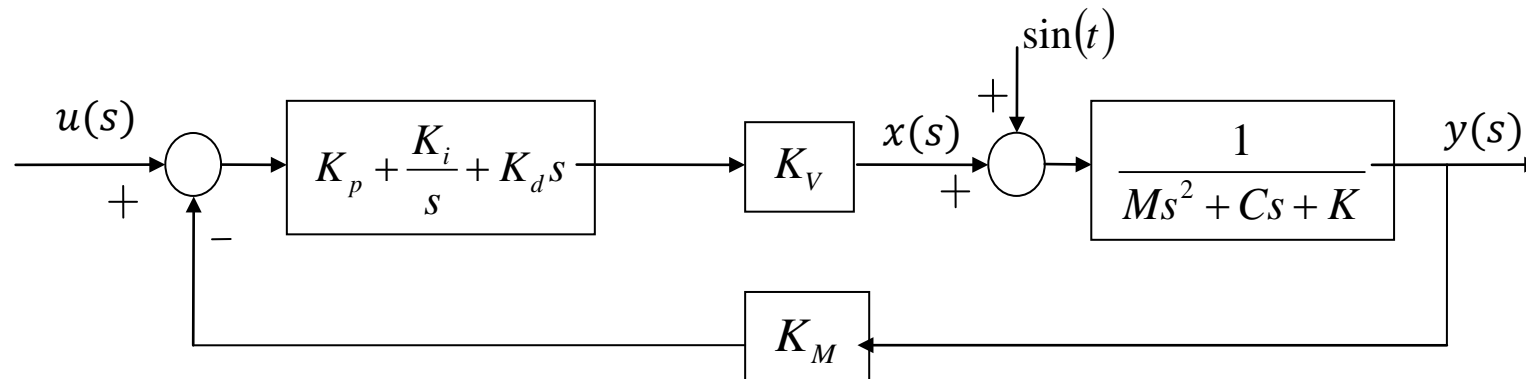 sin(t)
u(s)
+
−
K_p + K_i/s + K_d s
K_V
x(s)
+
+
1/(Ms^2 + Cs + K)
y(s)
K_M